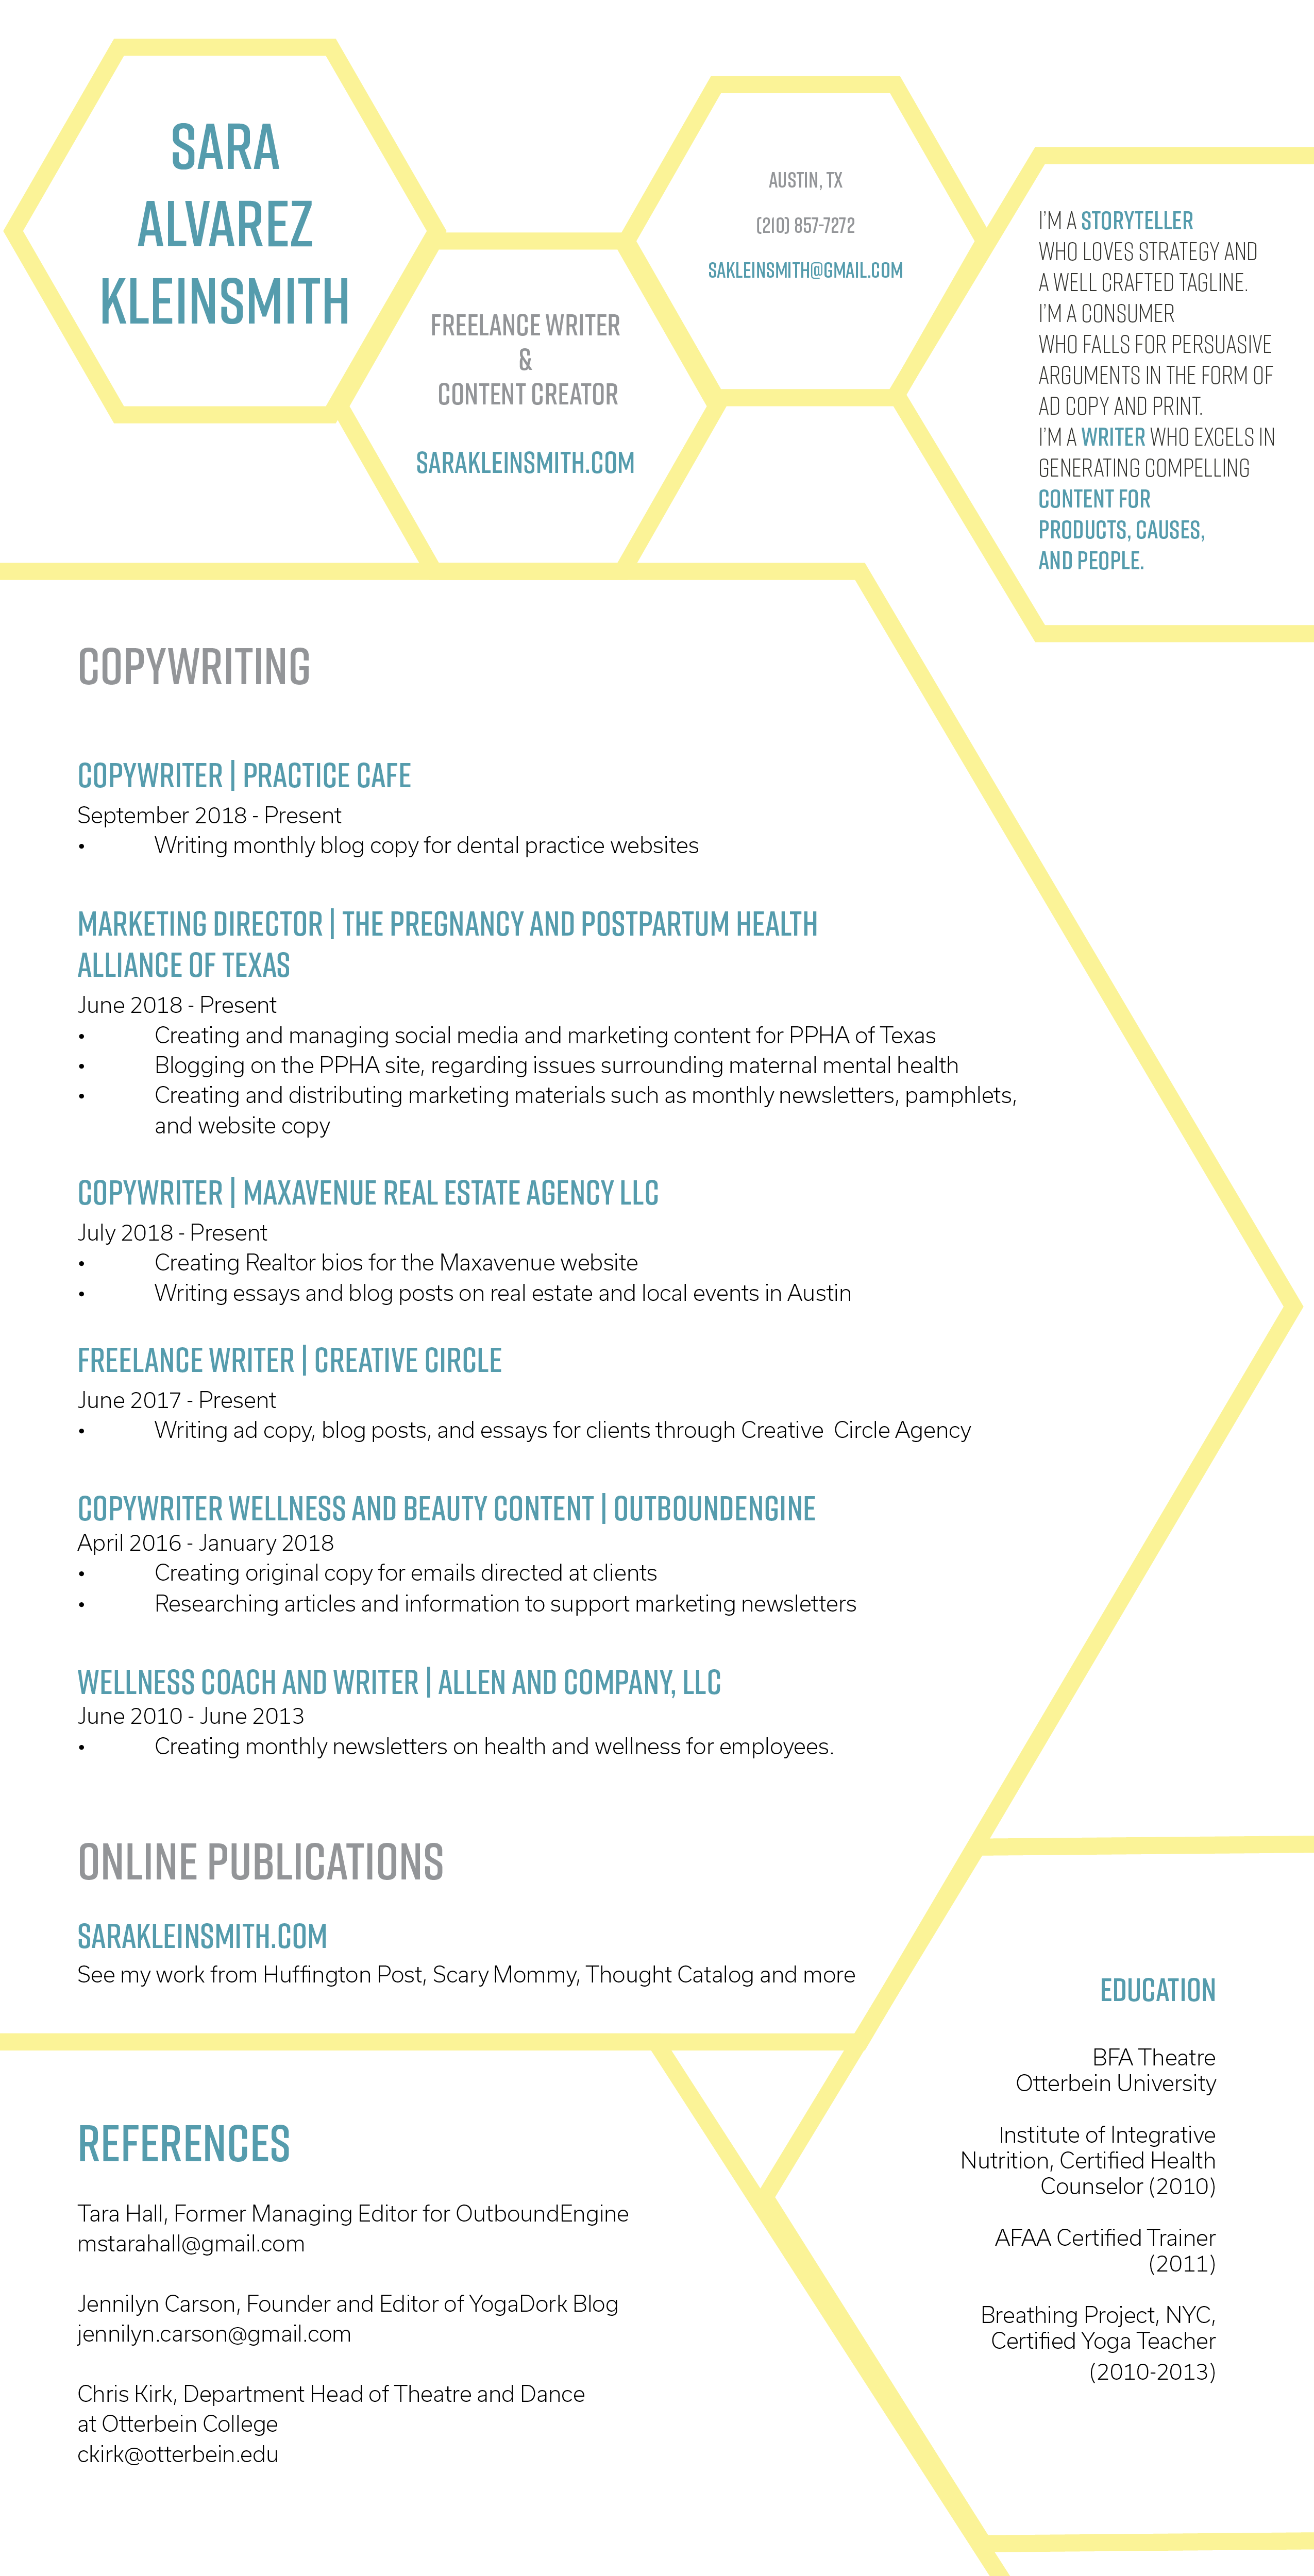 SARA
ALVAREZ
KLEINSMITH
FREELANCE WRITER
&
CONTENT CREATOR
SARAKLEINSMITH.COM
AUSTIN, TX
(210) 857-7272
SAKLEINSMITH@GMAIL.COM
I'M A STORYTELLER
WHO LOVES STRATEGY AND
A WELL CRAFTED TAGLINE.
I'M A CONSUMER
WHO FALLS FOR PERSUASIVE
ARGUMENTS IN THE FORM OF
AD COPY AND PRINT.
I'M A WRITER WHO EXCELS IN
GENERATING COMPELLING
CONTENT FOR
PRODUCTS, CAUSES,
AND PEOPLE.
COPYWRITING
COPYWRITER | PRACTICE CAFE
September 2018 - Present
• Writing monthly blog copy for dental practice websites
MARKETING DIRECTOR | THE PREGNANCY AND POSTPARTUM HEALTH
ALLIANCE OF TEXAS
June 2018 - Present
• Creating and managing social media and marketing content for PPHA of Texas
• Blogging on the PPHA site, regarding issues surrounding maternal mental health
• Creating and distributing marketing materials such as monthly newsletters, pamphlets,
and website copy
COPYWRITER | MAXAVENUE REAL ESTATE AGENCY LLC
July 2018 - Present
• Creating Realtor bios for the Maxavenue website
• Writing essays and blog posts on real estate and local events in Austin
FREELANCE WRITER | CREATIVE CIRCLE
June 2017 - Present
• Writing ad copy, blog posts, and essays for clients through Creative  Circle Agency
COPYWRITER WELLNESS AND BEAUTY CONTENT | OUTBOUNDENGINE
April 2016 - January 2018
• Creating original copy for emails directed at clients
• Researching articles and information to support marketing newsletters
WELLNESS COACH AND WRITER | ALLEN AND COMPANY, LLC
June 2010 - June 2013
• Creating monthly newsletters on health and wellness for employees.
ONLINE PUBLICATIONS
SARAKLEINSMITH.COM
See my work from Huffington Post, Scary Mommy, Thought Catalog and more
REFERENCES
Tara Hall, Former Managing Editor for OutboundEngine
mstarahall@gmail.com
Jennilyn Carson, Founder and Editor of YogaDork Blog
jennilyn.carson@gmail.com
Chris Kirk, Department Head of Theatre and Dance
at Otterbein College
ckirk@otterbein.edu
EDUCATION
BFA Theatre
Otterbein University
Institute of Integrative
Nutrition, Certified Health
Counselor (2010)
AFAA Certified Trainer
(2011)
Breathing Project, NYC,
Certified Yoga Teacher
(2010-2013)